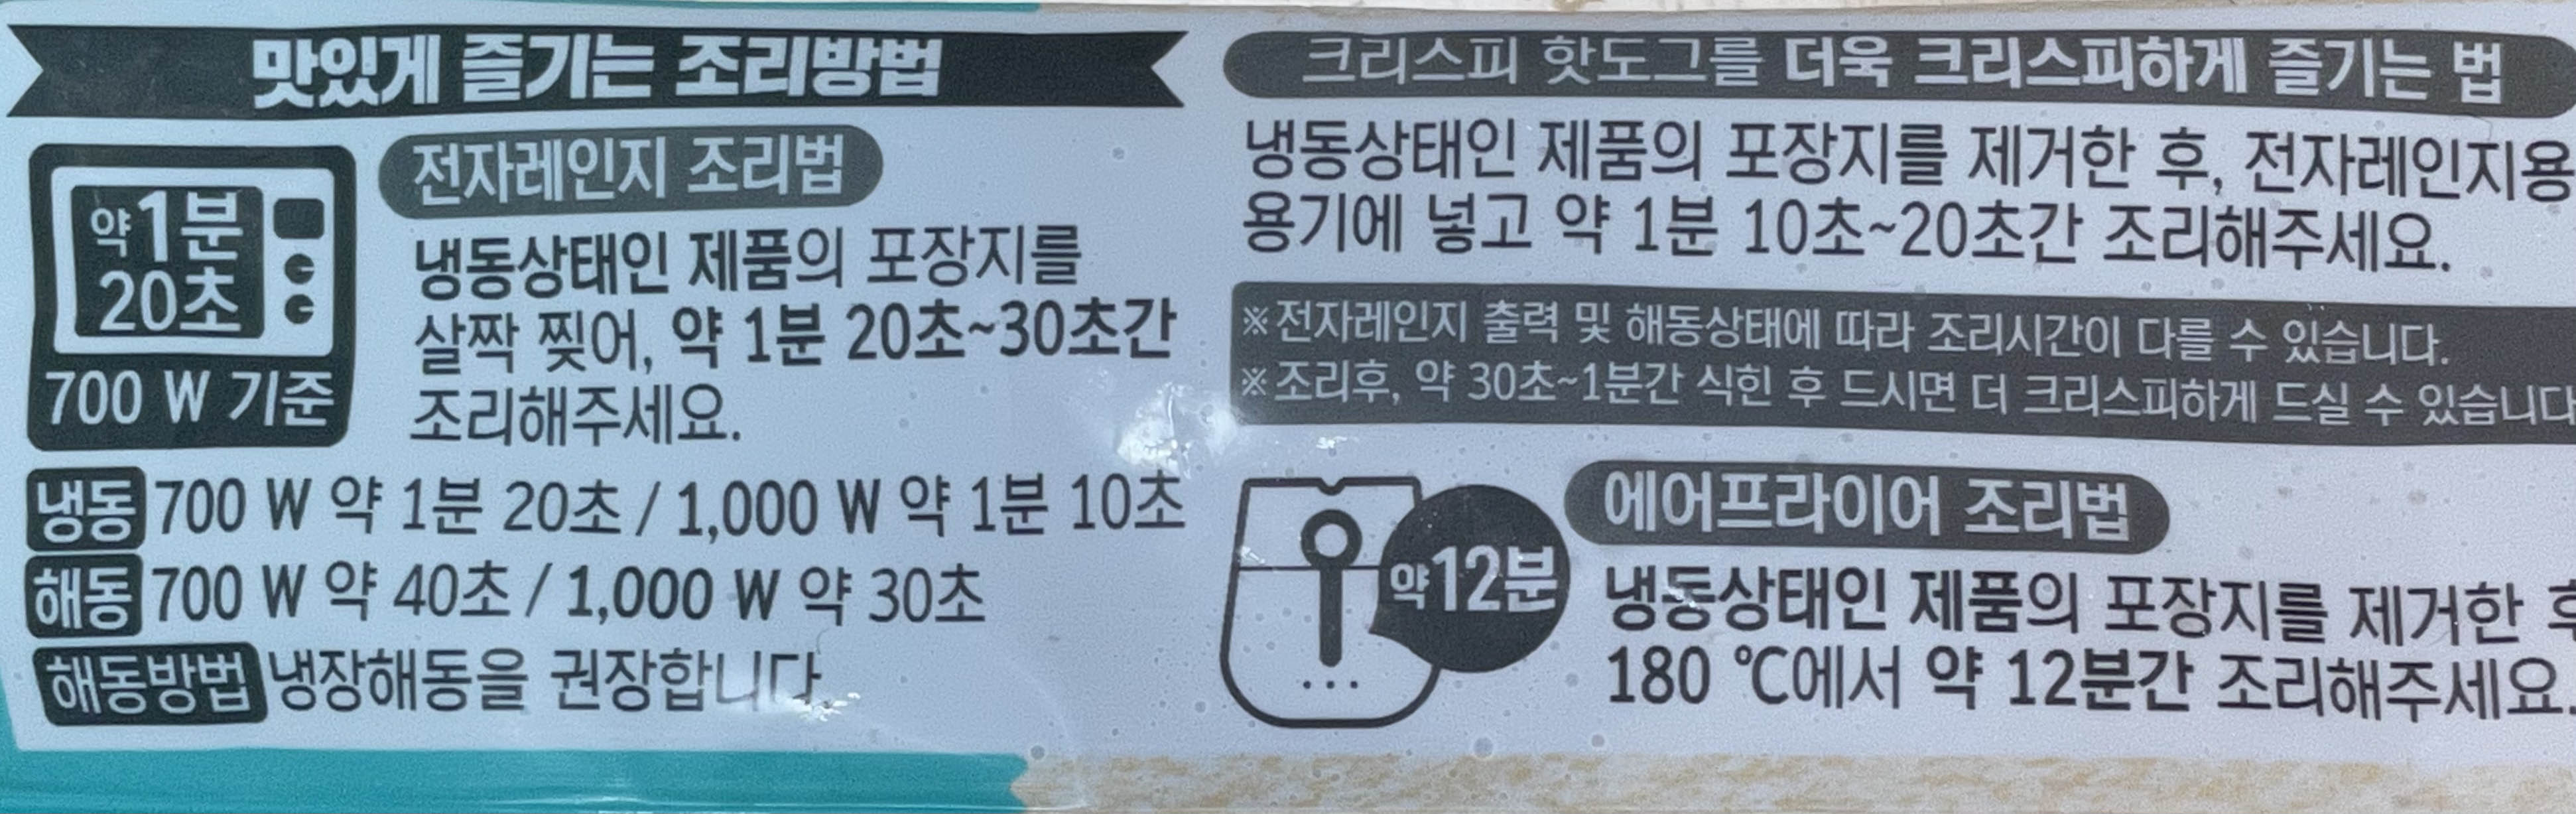 맛있게 즐기는 조리방법
약1분
20초
700 W 기준
전자레인지 조리법
냉동상태인 제품의 포장지를
살짝 찢어, 약 1분 20초~30초간
조리해주세요.
냉동 700 W 약 1분 20초 / 1,000 W 약 1분 10초
해동 700 W 약 40초 / 1,000 W 약 30초
해동방법 냉장해동을 권장합니다
크리스피 핫도그를 더욱 크리스피하게 즐기는 법
냉동상태인 제품의 포장지를 제거한 후, 전자레인지용
용기에 넣고 약 1분 10초~20초간 조리해주세요.
※전자레인지 출력 및 해동상태에 따라 조리시간이 다를 수 있습니다.
※조리후, 약 30초~1분간 식힌 후 드시면 더 크리스피하게 드실 수 있습니다
약12분
에어프라이어 조리법
냉동상태인 제품의 포장지를 제거한 후
180 ℃에서 약 12분간 조리해주세요.